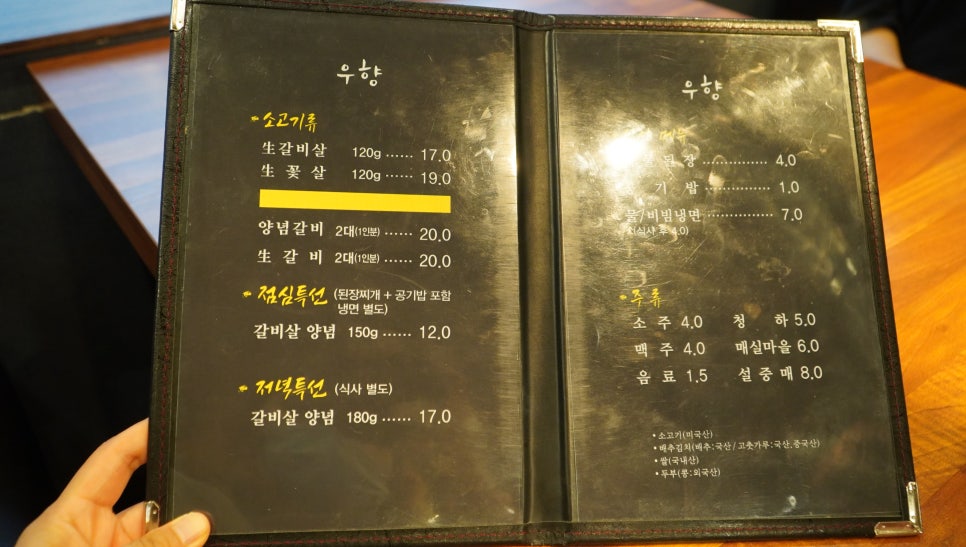 우향
소고기류
生갈비살 120g ...... 17.0
生꽃살 120g ...... 19.0
양념갈비 2대(1인분) ...... 20.0
生갈비 2대(1인분) ...... 20.0
점심특선 (된장찌개 + 공기밥 포함
냉면 별도)
갈비살 양념 150g ...... 12.0
저녁특선 (식사 별도)
갈비살 양념 180g ...... 17.0
우향
된장 ............... 4.0
기밥 ............... 1.0
물/비빔냉면 ............... 7.0
(식사 후 4.0)
주류
소주 4.0 청하 5.0
맥주 4.0 매실마을 6.0
음료 1.5 설중매 8.0
• 소고기(미국산)
• 배추김치(배추:국산 / 고춧가루:국산,중국산)
• 쌀(국내산)
• 두부(콩:외국산)